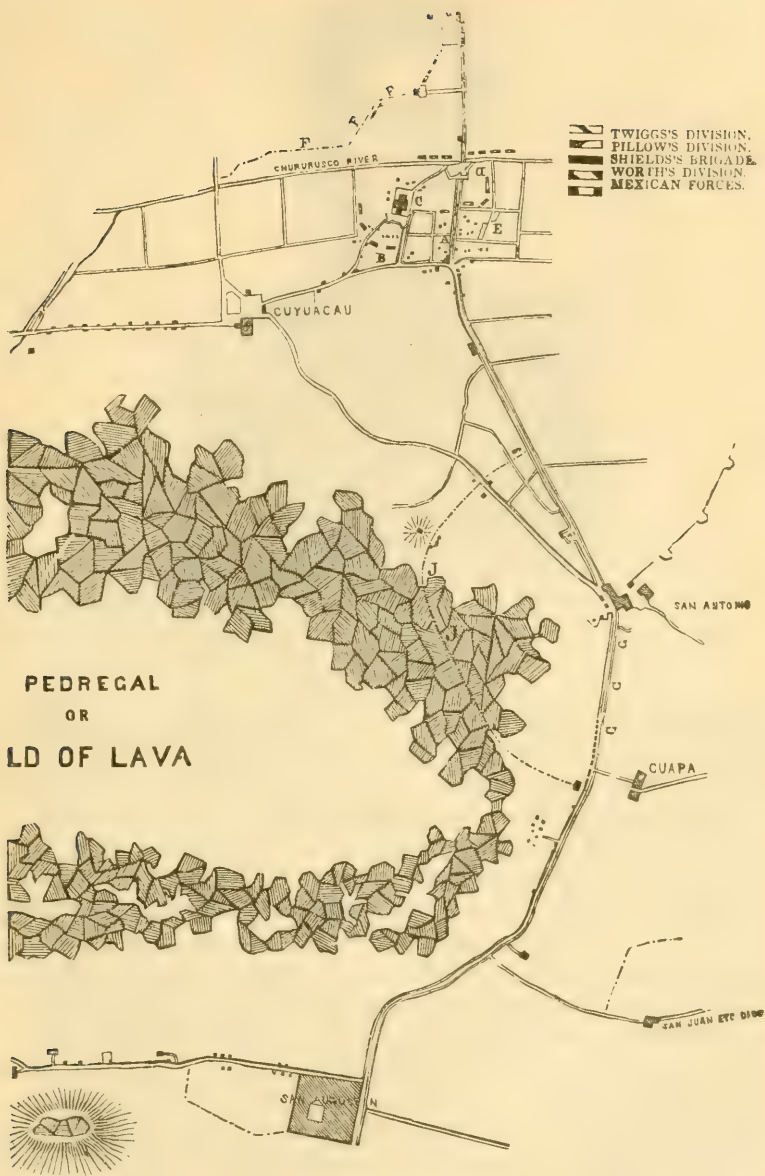 TWIGGS'S DIVISION.
PILLOW'S DIVISION.
SHIELDS'S BRIGADE.
WORTH'S DIVISION.
MEXICAN FORCES.
F
F
F
CHURURUSCO RIVER
D
C
E
A
B
CUYUACAU
J
J
SAN ANTONIO
G
G
G
G
PEDREGAL
OR
LD OF LAVA
CUAPA
SAN JUAN
SAN AUGUSTIN